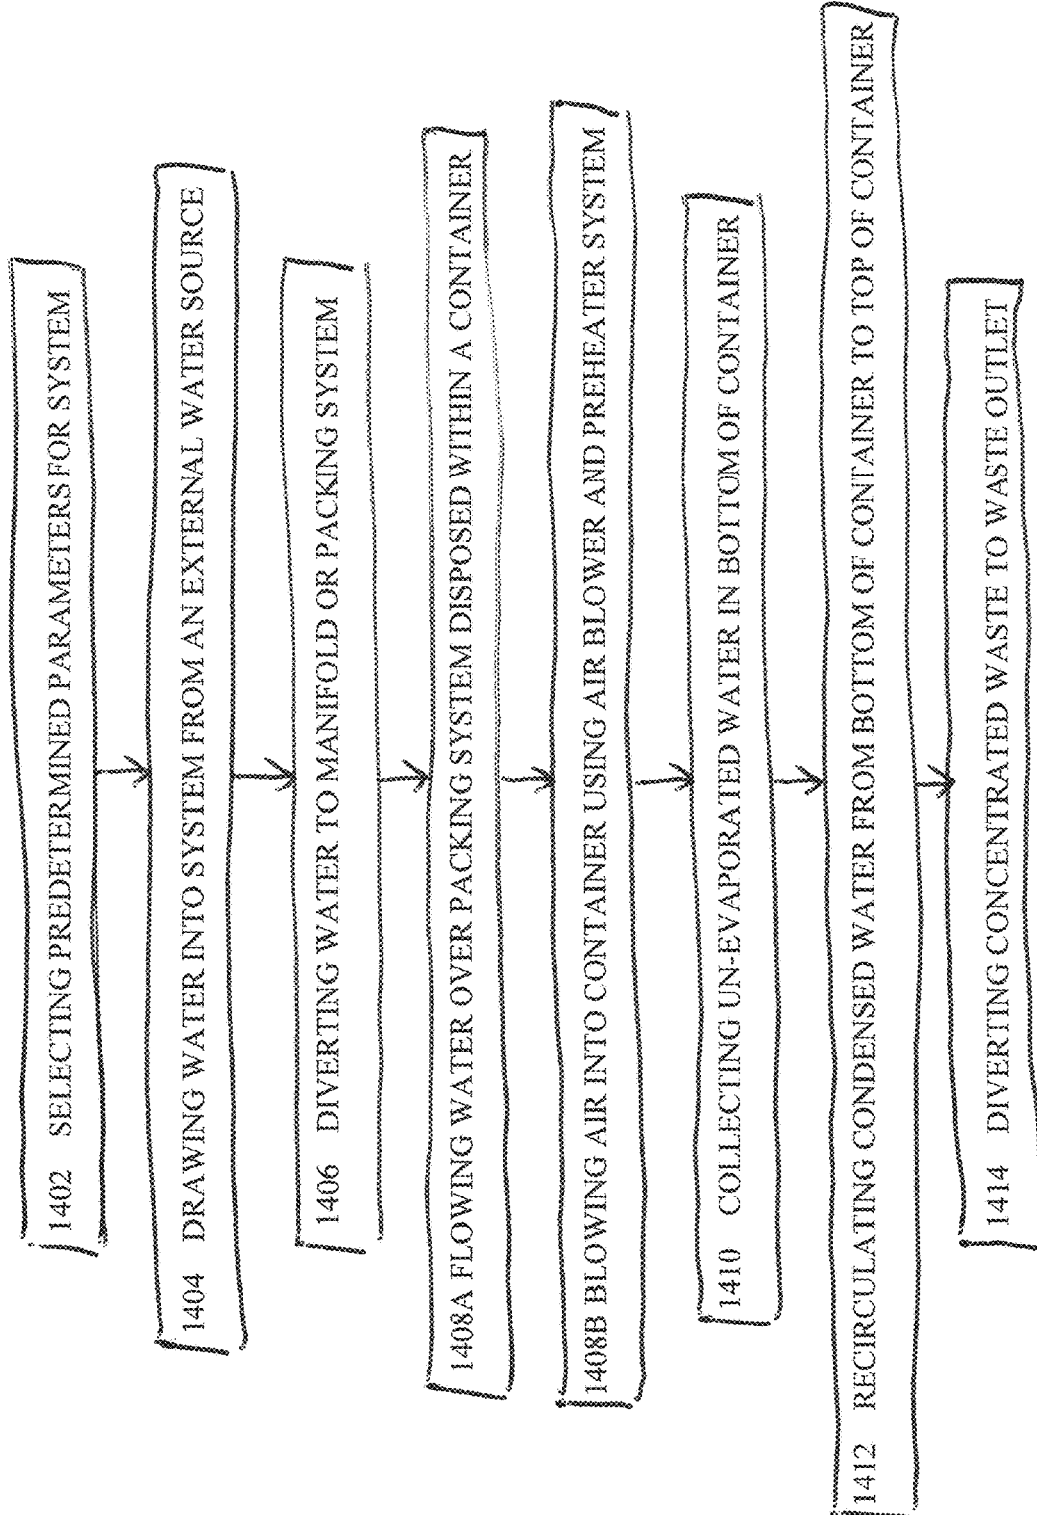 1402 SELECTING PREDETERMINED PARAMETERS FOR SYSTEM
1404 DRAWING WATER INTO SYSTEM FROM AN EXTERNAL WATER SOURCE
1406 DIVERTING WATER TO MANIFOLD OR PACKING SYSTEM
1408A FLOWING WATER OVER PACKING SYSTEM DISPOSED WITHIN A CONTAINER
1408B BLOWING AIR INTO CONTAINER USING AIR BLOWER AND PREHEATER SYSTEM
1410 COLLECTING UN-EVAPORATED WATER IN BOTTOM OF CONTAINER
1412 RECIRCULATING CONDENSED WATER FROM BOTTOM OF CONTAINER TO TOP OF CONTAINER
1414 DIVERTING CONCENTRATED WASTE TO WASTE OUTLET